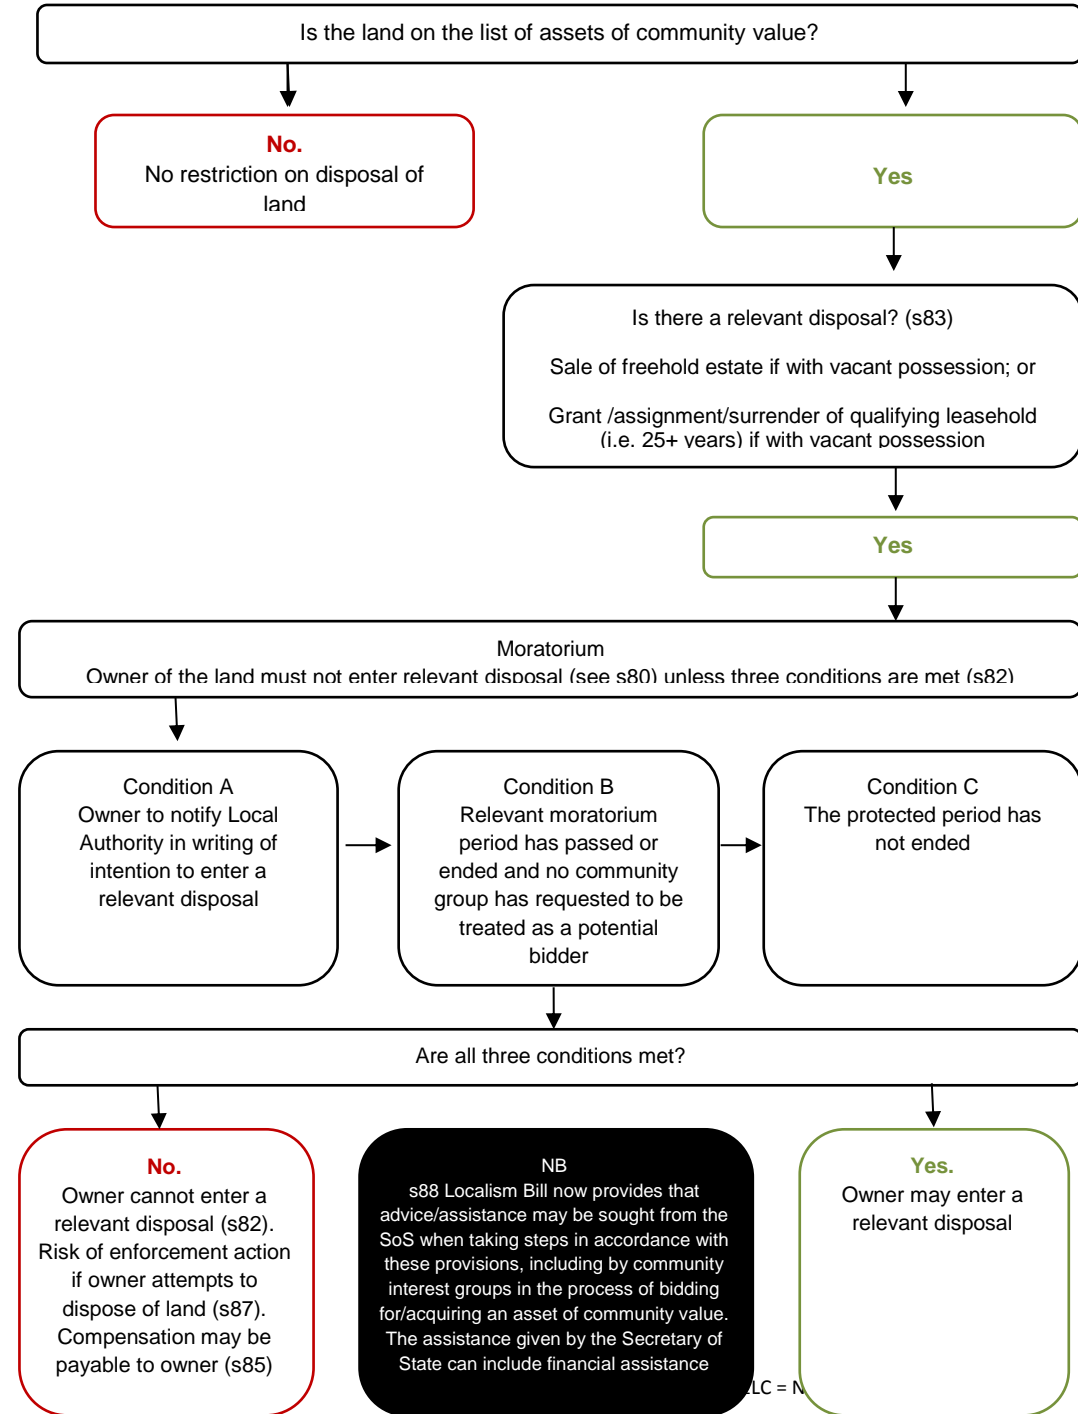 Is the land on the list of assets of community value?
No.
No restriction on disposal of
land
Yes
Is there a relevant disposal? (s83)
Sale of freehold estate if with vacant possession; or
Grant /assignment/surrender of qualifying leasehold
(i.e. 25+ years) if with vacant possession
Yes
Moratorium
Owner of the land must not enter relevant disposal (see s80) unless three conditions are met (s82)
Condition A
Owner to notify Local
Authority in writing of
intention to enter a
relevant disposal
Condition B
Relevant moratorium
period has passed or
ended and no community
group has requested to be
treated as a potential
bidder
Condition C
The protected period has
not ended
Are all three conditions met?
No.
Owner cannot enter a
relevant disposal (s82).
Risk of enforcement action
if owner attempts to
dispose of land (s87).
Compensation may be
payable to owner (s85)
NB
s88 Localism Bill now provides that
advice/assistance may be sought from the
SoS when taking steps in accordance with
these provisions, including by community
interest groups in the process of bidding
for/acquiring an asset of community value.
The assistance given by the Secretary of
State can include financial assistance
Yes.
Owner may enter a
relevant disposal
LC = N